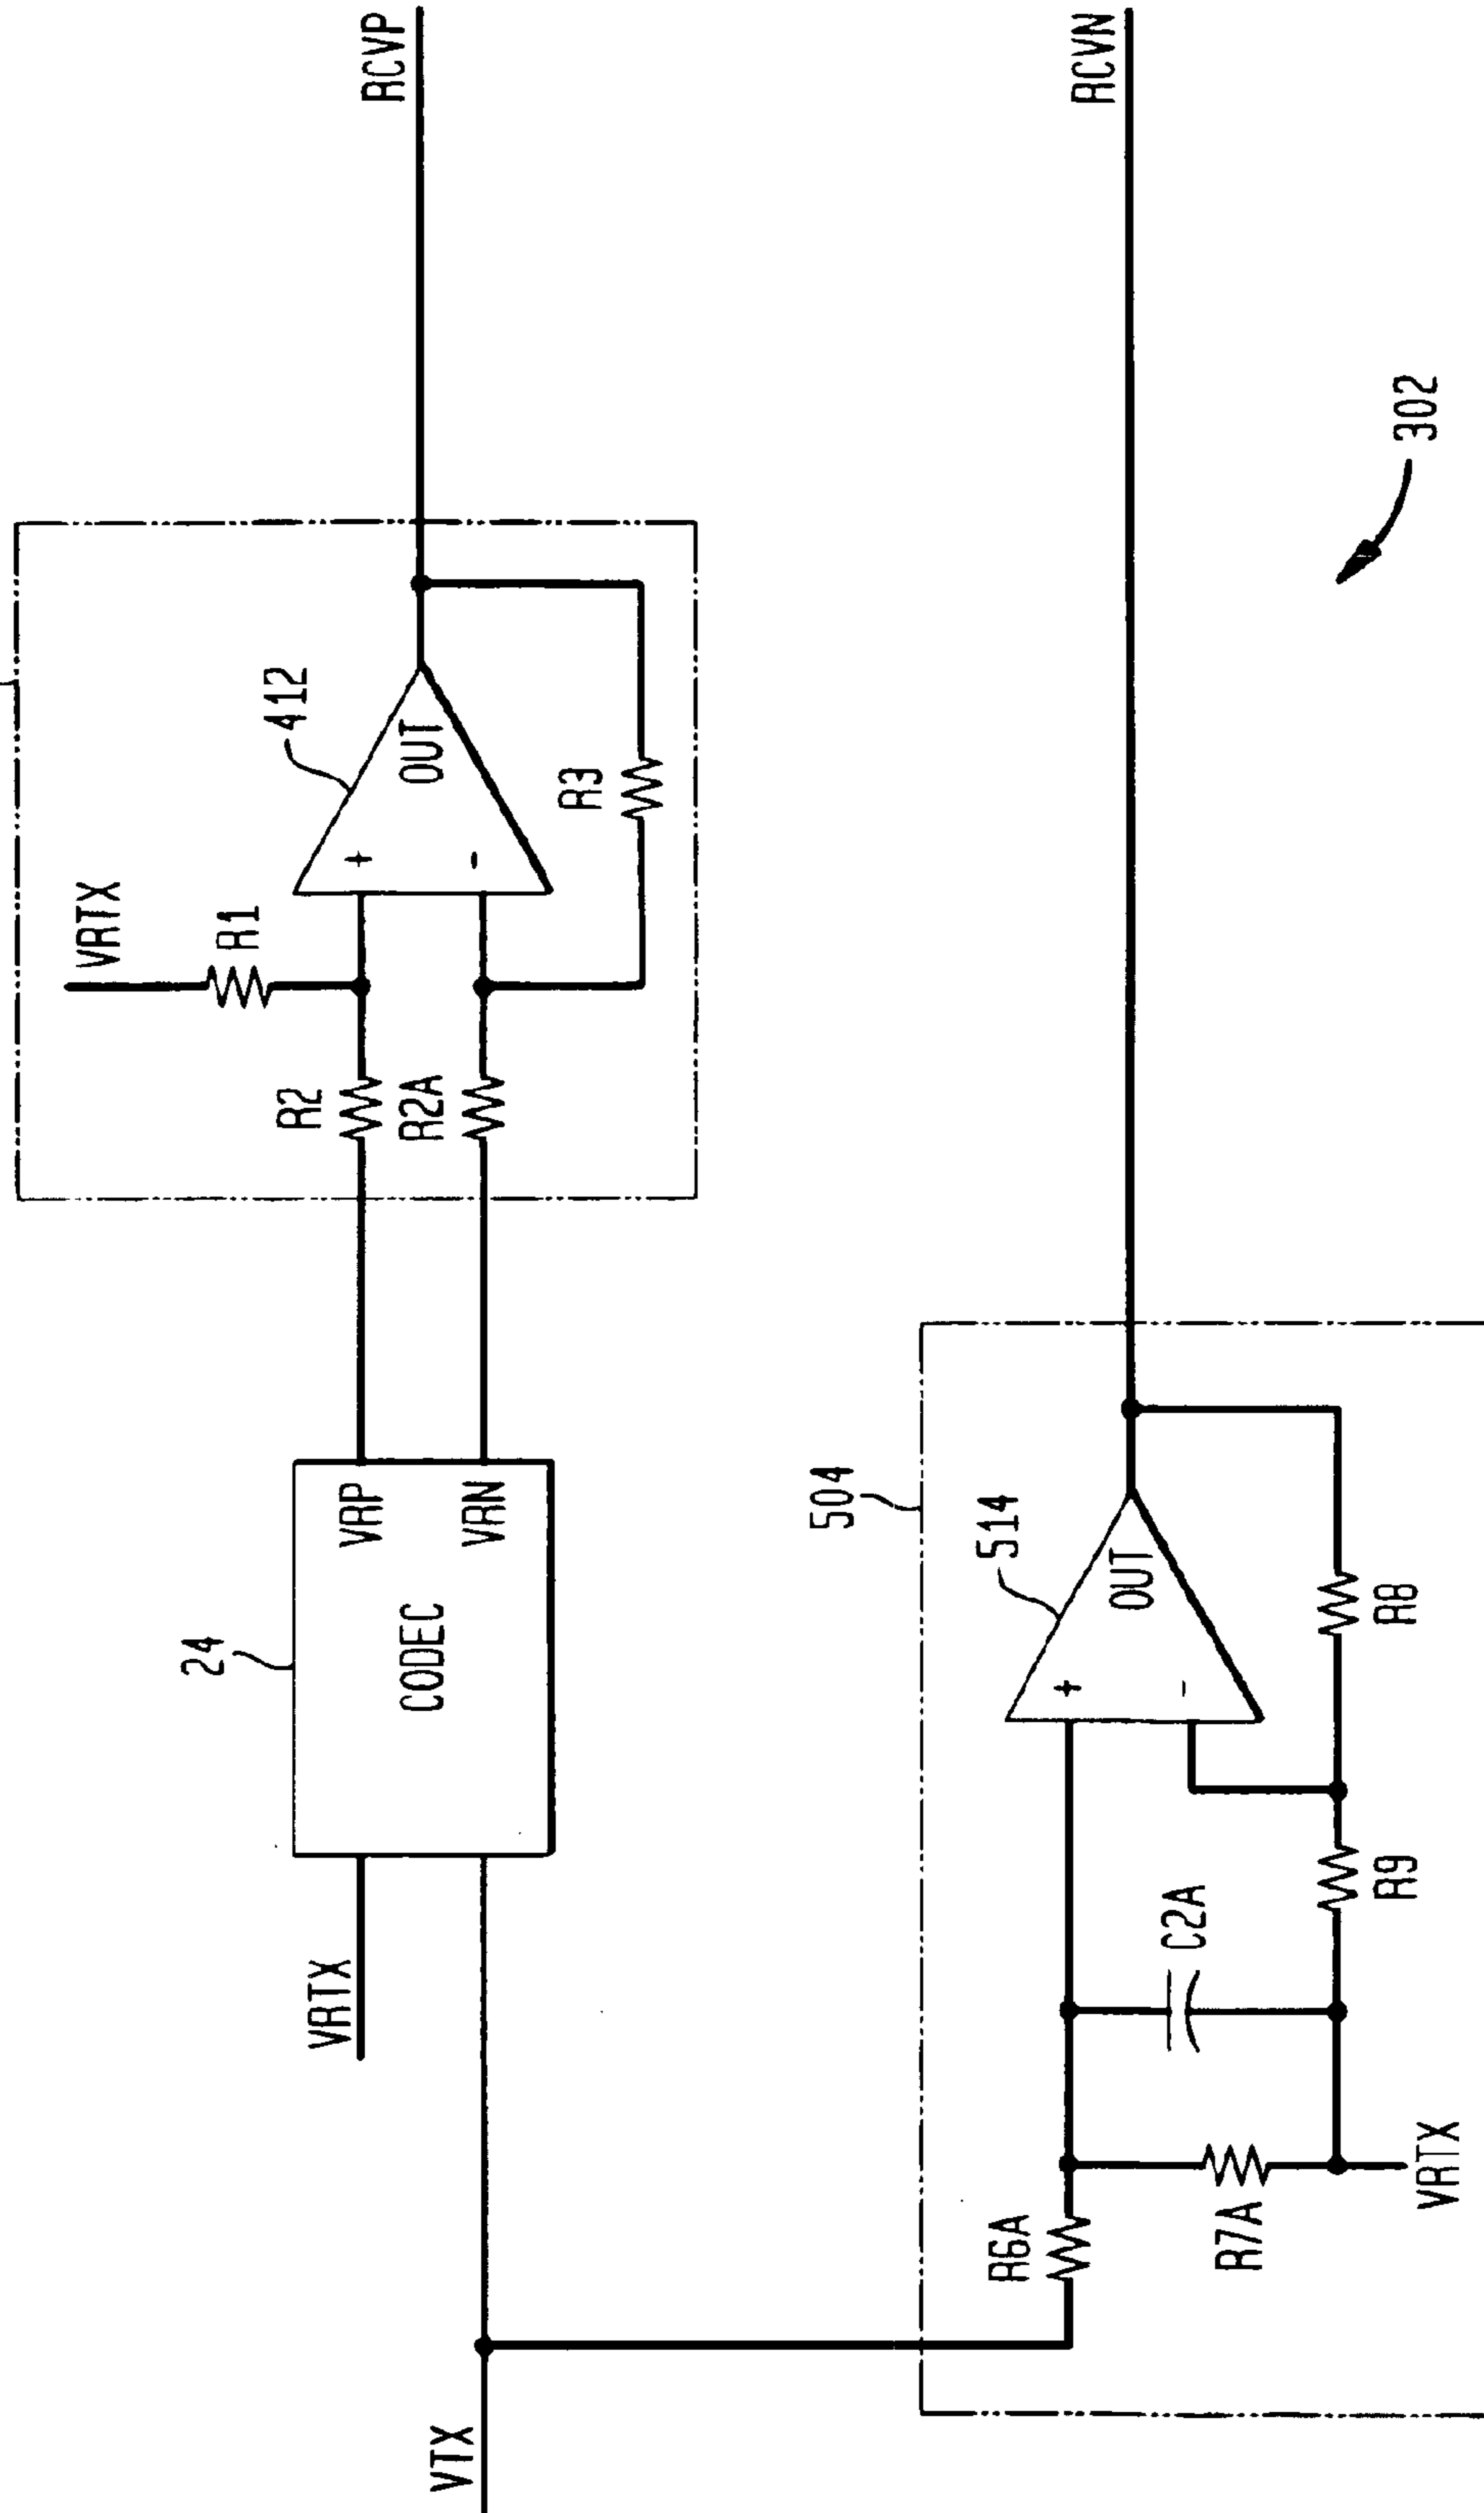 RCVP
RCVN
302
412
OUT
+
-
R3
VRTX
R1
R2
R2A
24
CODEC
VRP
VRN
VRTX
504
514
OUT
+
-
R8
R9
C2A
R6A
R7A
VRTX
VTX